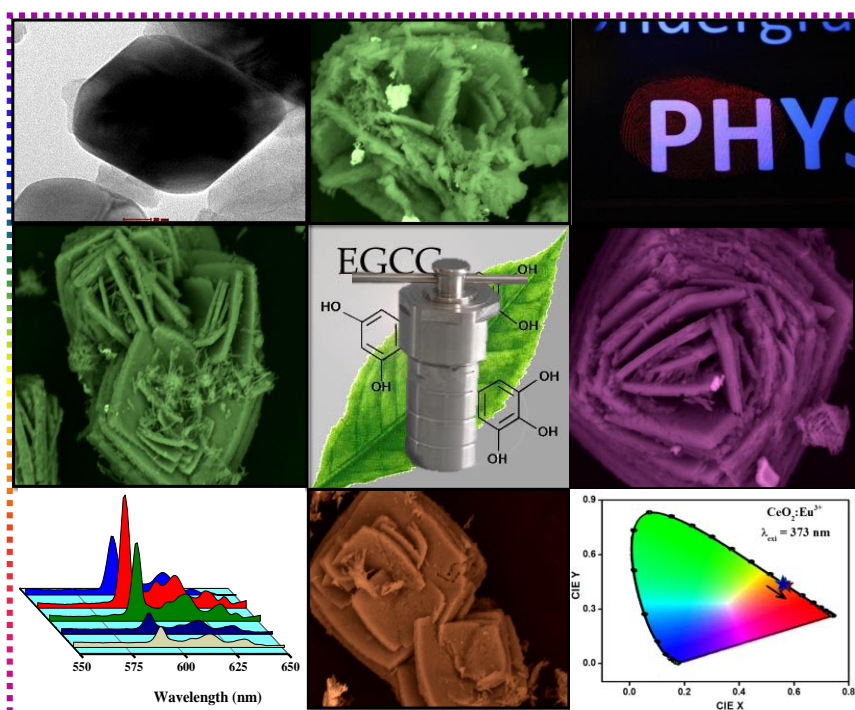 Undergra
PHYS
EGCG
OH
HO
OH
OH
OH
OH
OH
CeO₂:Eu³⁺
λexi = 373 nm
CIE Y
0.9
0.6
0.3
0.0
0.0 0.2 0.4 0.6 0.8
CIE X
550 575 600 625 650
Wavelength (nm)